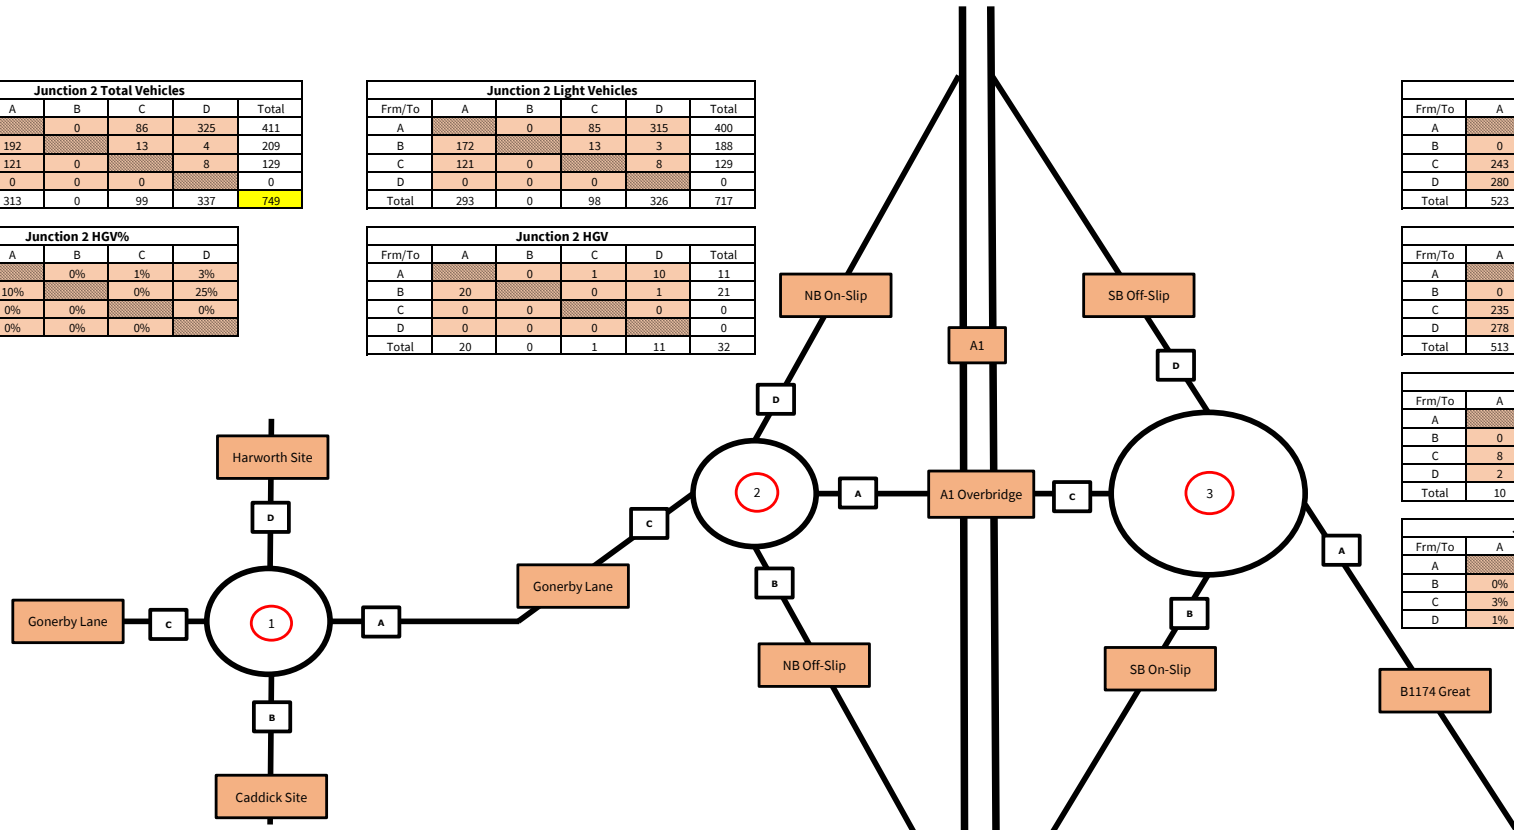 Junction 2 Total Vehicles
A B C D Total
0 86 325 411
192 13 4 209
121 0 8 129
0 0 0 0
313 0 99 337 749
Junction 2 HGV%
A B C D
0% 1% 3%
10% 0% 25%
0% 0% 0%
0% 0% 0%
Junction 2 Light Vehicles
Frm/To A B C D Total
A 0 85 315 400
B 172 13 3 188
C 121 0 8 129
D 0 0 0 0
Total 293 0 98 326 717
Junction 2 HGV
Frm/To A B C D Total
A 0 1 10 11
B 20 0 1 21
C 0 0 0 0
D 0 0 0 0
Total 20 0 1 11 32
Frm/To A
A
B 0
C 243
D 280
Total 523
Frm/To A
A
B 0
C 235
D 278
Total 513
Frm/To A
A
B 0
C 8
D 2
Total 10
Frm/To A
A
B 0%
C 3%
D 1%
NB On-Slip
SB Off-Slip
A1
D
D
Harworth Site
D
2
A
A1 Overbridge
C
3
C
A
Gonerby Lane
B
B
Gonerby Lane
C
1
A
NB Off-Slip
SB On-Slip
B1174 Great
B
Caddick Site